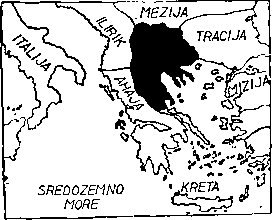 MEZIJA
ILIRIK
TRACIJA
ITALIJA
AHAJA
MIZIJA
SREDOZEMNO
MORE
KRETA